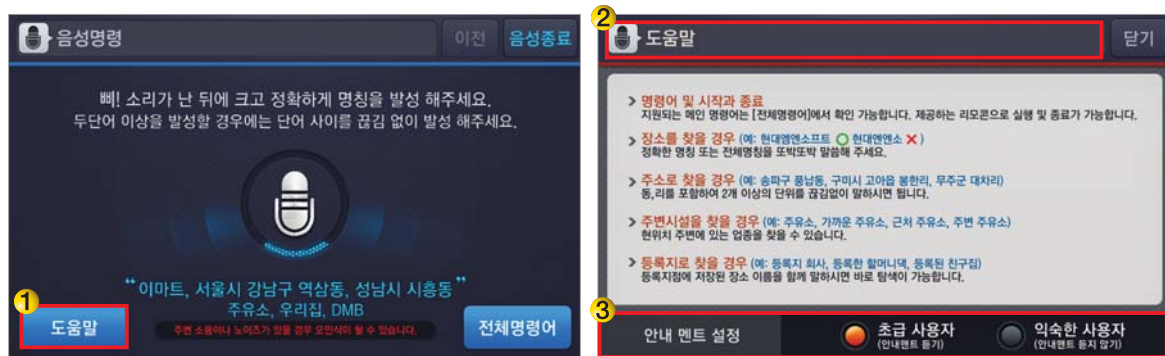 1
음성명령
이전
음성종료
삐! 소리가 난 뒤에 크고 정확하게 명칭을 발성 해주세요.
두단어 이상을 발성할 경우에는 단어 사이를 끊김 없이 발성 해주세요.
“이마트, 서울시 강남구 역삼동, 성남시 시흥동”
주유소, 우리집, DMB
도움말
주변 소음이나 노이즈가 있을 경우 오인식이 될 수 있습니다.
전체명령어
2
도움말
닫기
> 명령어 및 시작과 종료
지원되는 메인 명령어는 [전체명령어]에서 확인 가능합니다. 제공하는 리모콘으로 실행 및 종료가 가능합니다.
> 장소를 찾을 경우 (예: 현대엠엔소프트 O 현대엔엔소 X )
정확한 명칭 또는 전체명칭을 또박또박 말씀해 주세요.
> 주소로 찾을 경우 (예: 송파구 풍납동, 구미시 고아읍 봉한리, 무주군 대차리)
동,리를 포함하여 2개 이상의 단위를 끊김없이 말하시면 됩니다.
> 주변시설을 찾을 경우 (예: 주유소, 가까운 주유소, 근처 주유소, 주변 주유소)
현위치 주변에 있는 업종을 찾을 수 있습니다.
> 등록지로 찾을 경우 (예: 등록지 회사, 등록한 할머니댁, 등록된 친구집)
등록지점에 저장된 장소 이름을 함께 말하시면 바로 탐색이 가능합니다.
3
안내 멘트 설정
초급 사용자
(안내멘트 듣기)
익숙한 사용자
(안내멘트 듣지 않기)